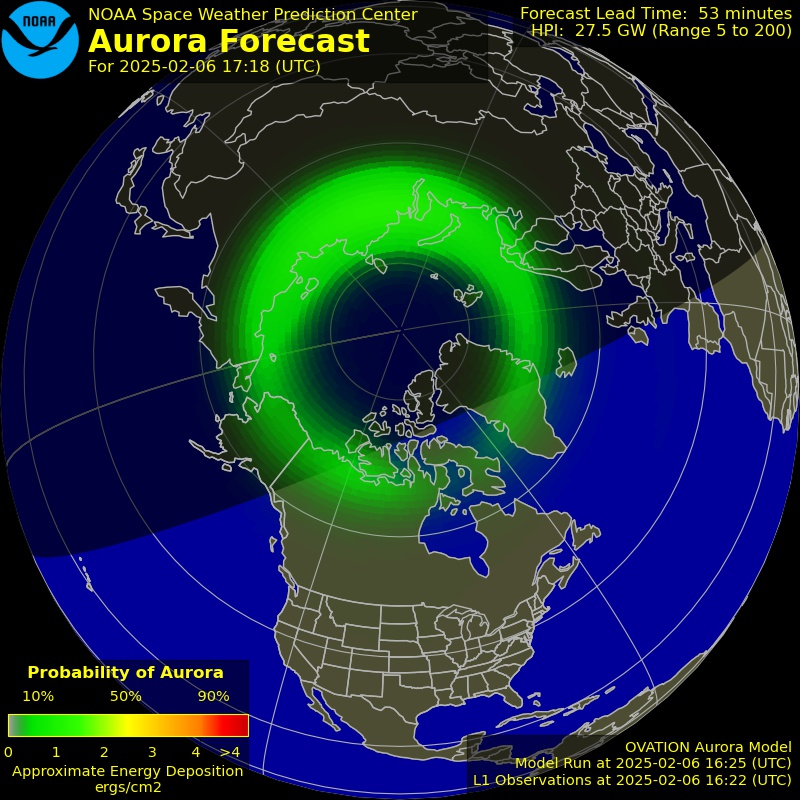 NOAA
NOAA Space Weather Prediction Center
Aurora Forecast
For 2025-02-06 17:18 (UTC)
Forecast Lead Time: 53 minutes
HPI: 27.5 GW (Range 5 to 200)
Probability of Aurora
10% 50% 90%
0 1 2 3 4 >4
Approximate Energy Deposition
ergs/cm2
OVATION Aurora Model
Model Run at 2025-02-06 16:25 (UTC)
L1 Observations at 2025-02-06 16:22 (UTC)